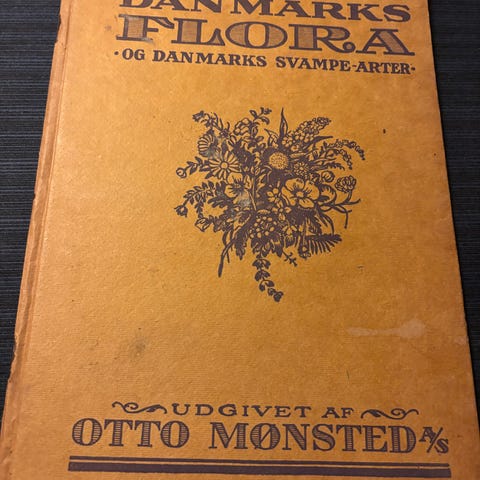 DANMARKS
FLORA
·OG DANMARKS SVAMPE-ARTER·
UDGIVET AF
OTTO MØNSTED A/S